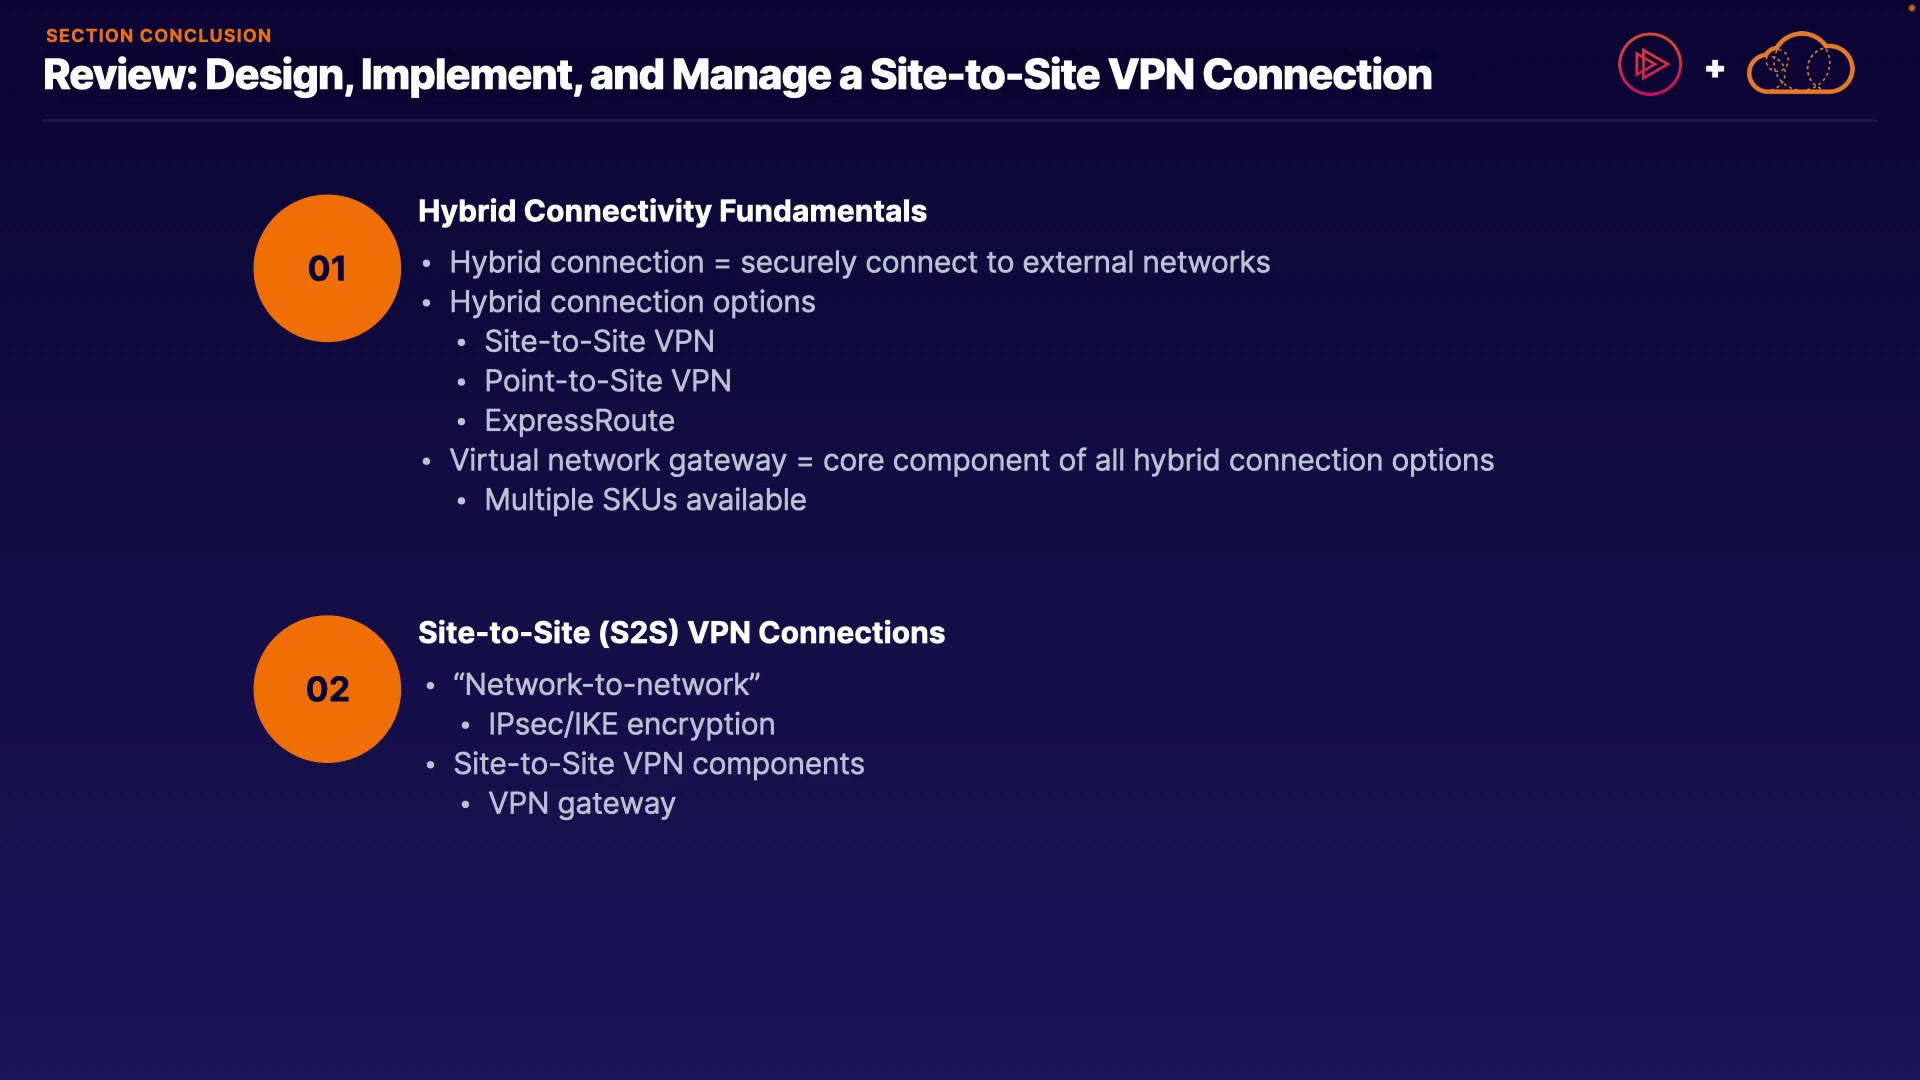 SECTION CONCLUSION
Review: Design, Implement, and Manage a Site-to-Site VPN Connection
+
01
Hybrid Connectivity Fundamentals
• Hybrid connection = securely connect to external networks
• Hybrid connection options
• Site-to-Site VPN
• Point-to-Site VPN
• ExpressRoute
• Virtual network gateway = core component of all hybrid connection options
• Multiple SKUs available
02
Site-to-Site (S2S) VPN Connections
• “Network-to-network”
• IPsec/IKE encryption
• Site-to-Site VPN components
• VPN gateway